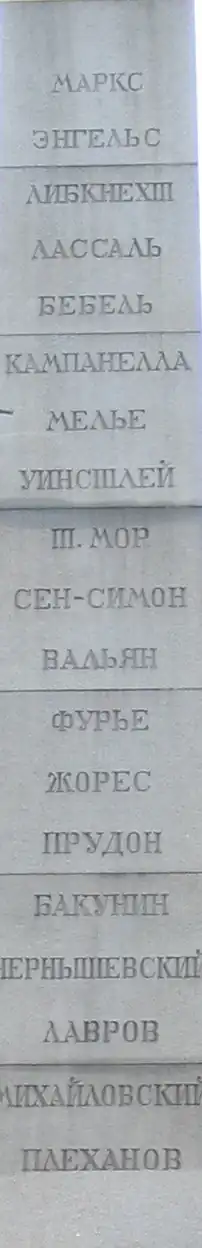 МАРКС
ЭНГЕЛЬС
ЛИБКНЕХТ
ЛАССАЛЬ
БЕБЕЛЬ
КАМПАНЕЛЛА
МЕЛЬЕ
УИНСТЛЕЙ
Т. МОР
СЕН-СИМОН
ВАЛЬЯН
ФУРЬЕ
ЖОРЕС
ПРУДОН
БАКУНИН
ЧЕРНЫШЕВСКИЙ
ЛАВРОВ
МИХАЙЛОВСКИЙ
ПЛЕХАНОВ